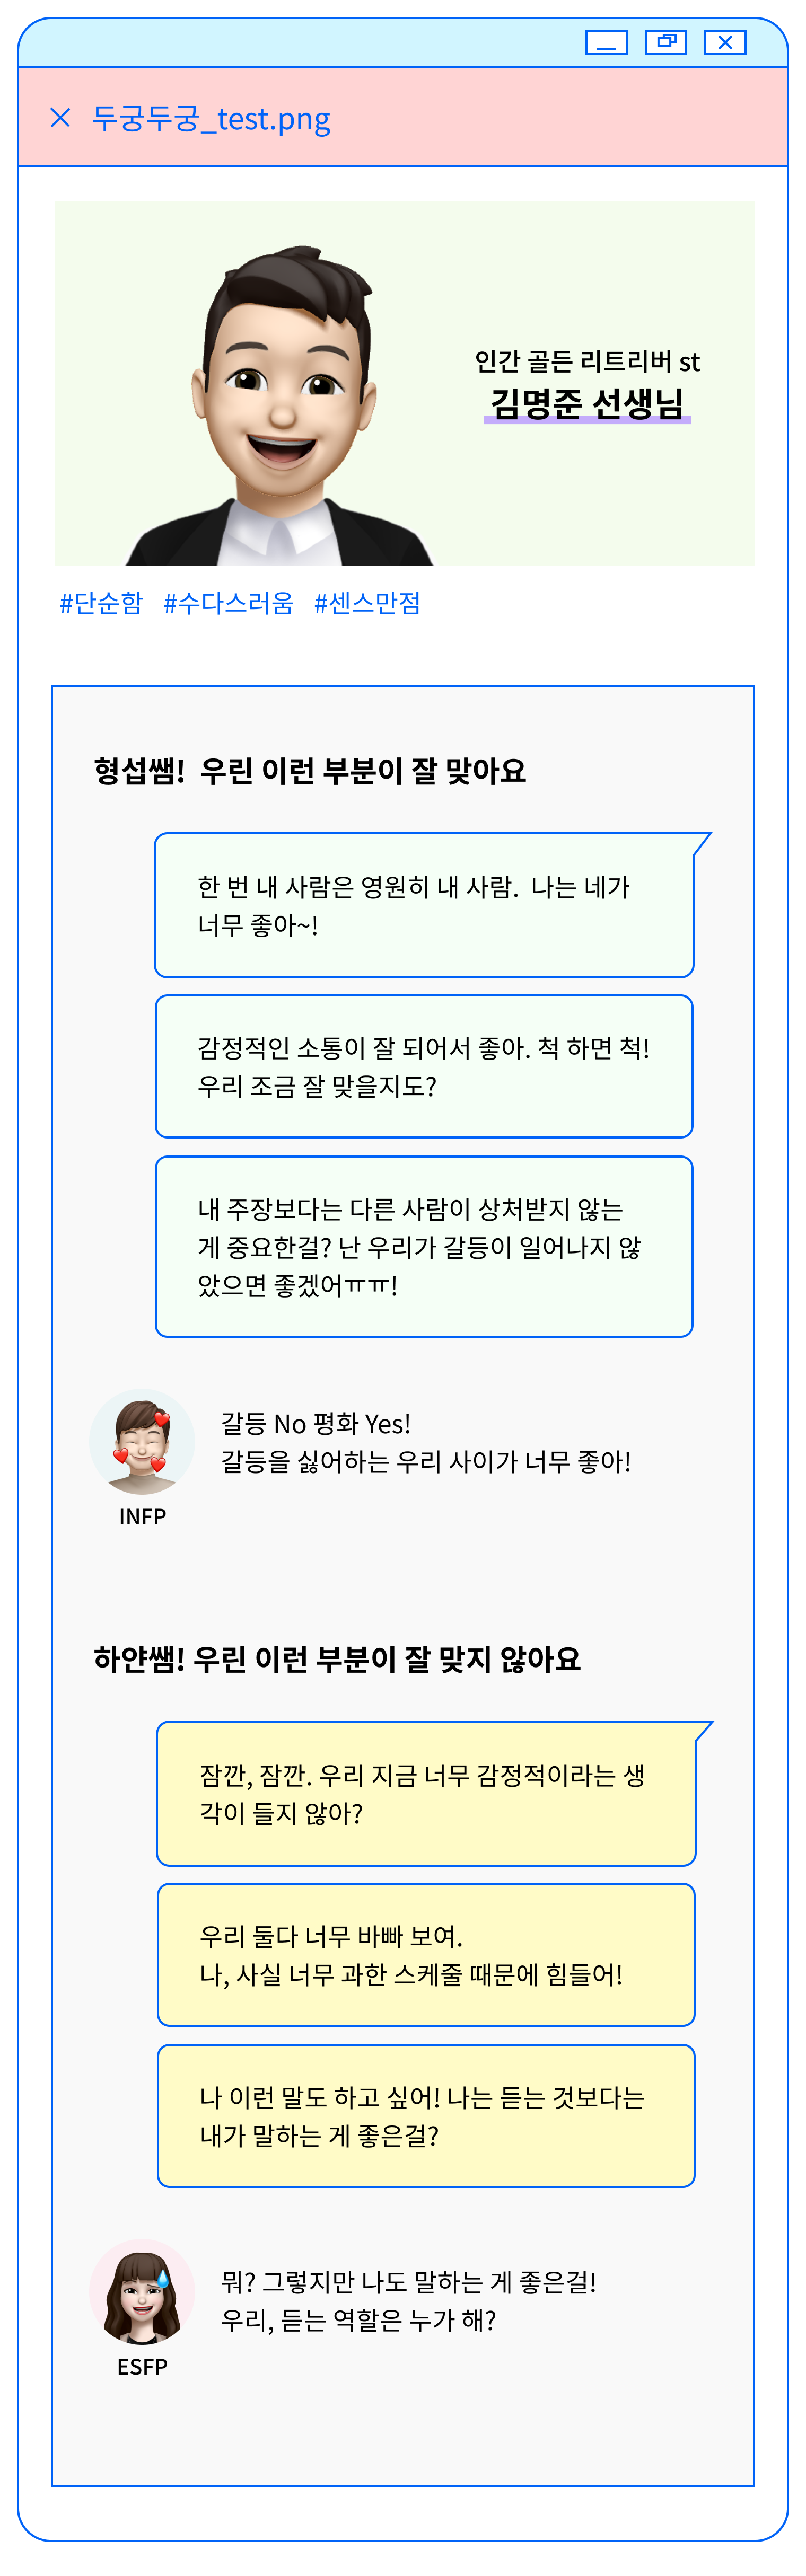 두궁두궁_test.png
인간 골든 리트리버 st
김명준 선생님
#단순함 #수다스러움 #센스만점
형섭쌤! 우린 이런 부분이 잘 맞아요
한 번 내 사람은 영원히 내 사람. 나는 네가
너무 좋아~!
감정적인 소통이 잘 되어서 좋아. 척 하면 척!
우리 조금 잘 맞을지도?
내 주장보다는 다른 사람이 상처받지 않는
게 중요한걸? 난 우리가 갈등이 일어나지 않
았으면 좋겠어ㅠㅠ!
갈등 No 평화 Yes!
갈등을 싫어하는 우리 사이가 너무 좋아!
INFP
하얀쌤! 우린 이런 부분이 잘 맞지 않아요
잠깐, 잠깐. 우리 지금 너무 감정적이라는 생
각이 들지 않아?
우리 둘다 너무 바빠 보여.
나, 사실 너무 과한 스케줄 때문에 힘들어!
나 이런 말도 하고 싶어! 나는 듣는 것보다는
내가 말하는 게 좋은걸?
뭐? 그렇지만 나도 말하는 게 좋은걸!
우리, 듣는 역할은 누가 해?
ESFP